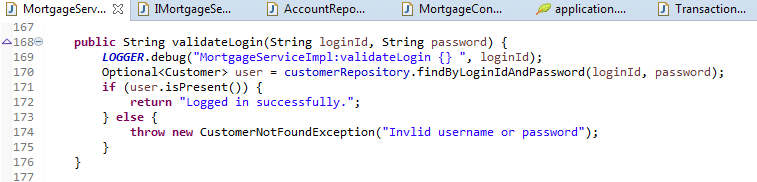 MortgageServ... IMortgageSe... AccountRepo... MortgageCon... application.... Transaction...
167
168 public String validateLogin(String loginId, String password) {
169 LOGGER.debug("MortgageServiceImpl:validateLogin {} ", loginId);
170 Optional<Customer> user = customerRepository.findByLoginIdAndPassword(loginId, password);
171 if (user.isPresent()) {
172 return "Logged in successfully.";
173 } else {
174 throw new CustomerNotFoundException("Invlid username or password");
175 }
176 }
177